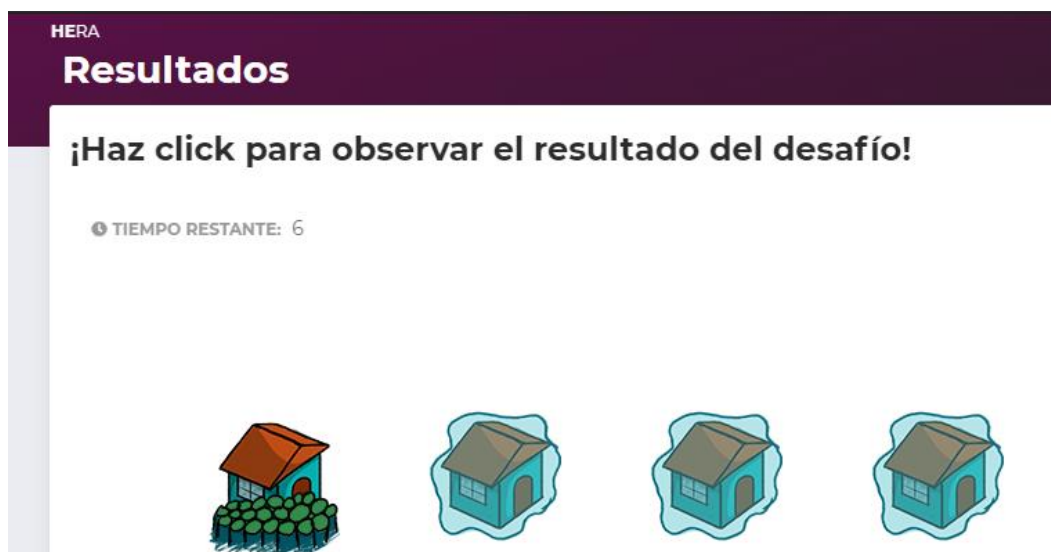 HERA
Resultados
¡Haz click para observar el resultado del desafío!
TIEMPO RESTANTE: 6